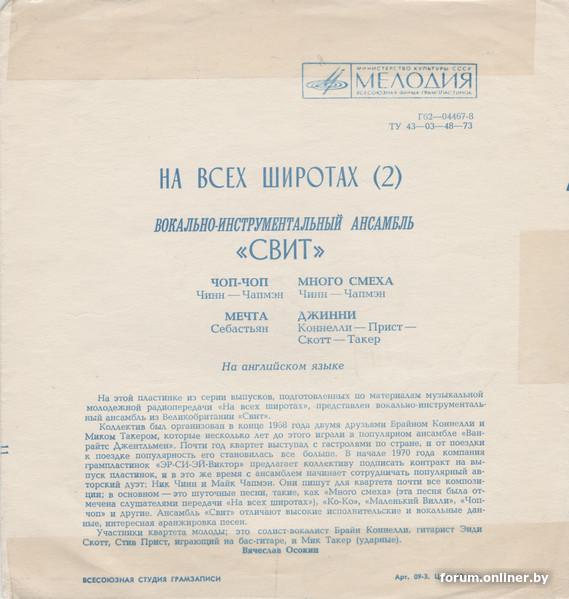 МИНИСТЕРСТВО КУЛЬТУРЫ СССР
МЕЛОДИЯ
ВСЕСОЮЗНАЯ ФИРМА ГРАМПЛАСТИНОК
Г62—04467-8
ТУ 43—03—48—73
НА ВСЕХ ШИРОТАХ (2)
ВОКАЛЬНО-ИНСТРУМЕНТАЛЬНЫЙ АНСАМБЛЬ
«СВИТ»
ЧОП-ЧОП
Чинн — Чапмэн
МЕЧТА
Себастьян
МНОГО СМЕХА
Чинн — Чапмэн
ДЖИННИ
Коннелли — Прист —
Скотт — Такер
На английском языке
На этой пластинке из серии выпусков, подготовленных по материалам музыкальной
молодежной радиопередачи «На всех широтах», представлен вокально-инструменталь-
ный ансамбль из Великобритании «Свит».
Коллектив был организован в конце 1968 года двумя друзьями Брайном Коннелли и
Миком Такером, которые несколько лет до этого играли в популярном ансамбле «Ван-
райтс Джентльмен». Почти год квартет выступал с гастролями по стране, и от поездки
к поездке популярность его становилась все больше. В начале 1970 года компания
грампластинок «ЭР-СИ-ЭЙ-Виктор» предлагает коллективу подписать контракт на вы-
пуск пластинок, и в это же время с ансамблем начинает сотрудничать популярный ав-
торский дуэт: Ник Чинн и Майк Чапмэн. Они пишут для квартета почти все компози-
ции; в основном — это шуточные песни, такие, как «Много смеха» (эта песня была от-
мечена слушателями передачи «На всех широтах»), «Ко-Ко», «Маленький Вилли», «Чоп-
чоп» и другие. Ансамбль «Свит» отличают высокие исполнительские и вокальные дан-
ные, интересная аранжировка песен.
Участники квартета молоды; это солист-вокалист Брайн Коннелли, гитарист Энди
Скотт, Стив Прист, играющий на бас-гитаре, и Мик Такер (ударные).
Вячеслав Осокин
ВСЕСОЮЗНАЯ СТУДИЯ ГРАМЗАПИСИ
Арт. 09-3.
forum.onliner.by